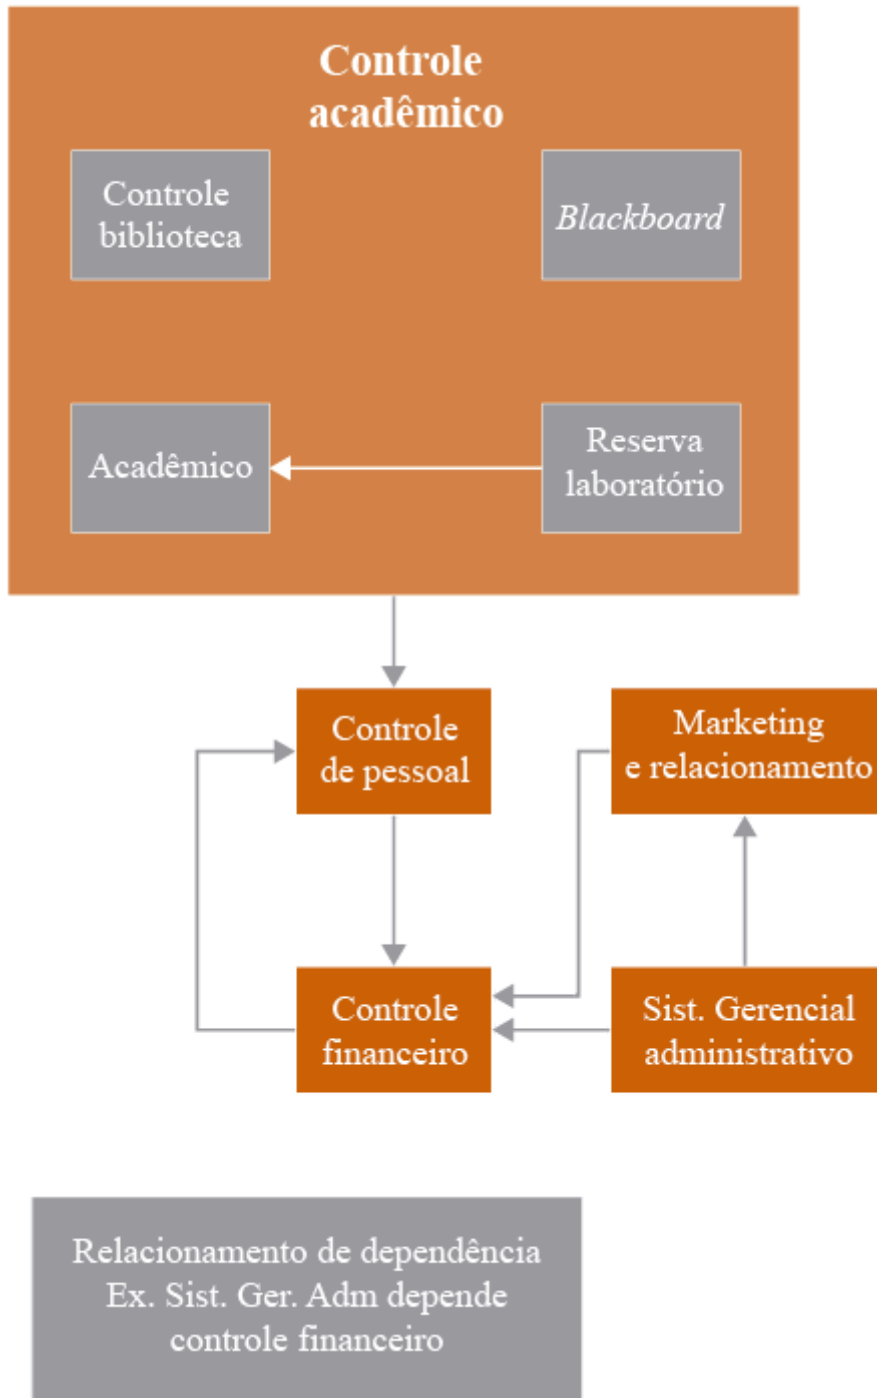 Controle
acadêmico
Controle
biblioteca
Blackboard
Acadêmico
Reserva
laboratório
Controle
de pessoal
Marketing
e relacionamento
Controle
financeiro
Sist. Gerencial
administrativo
Relacionamento de dependência
Ex. Sist. Ger. Adm depende
controle financeiro